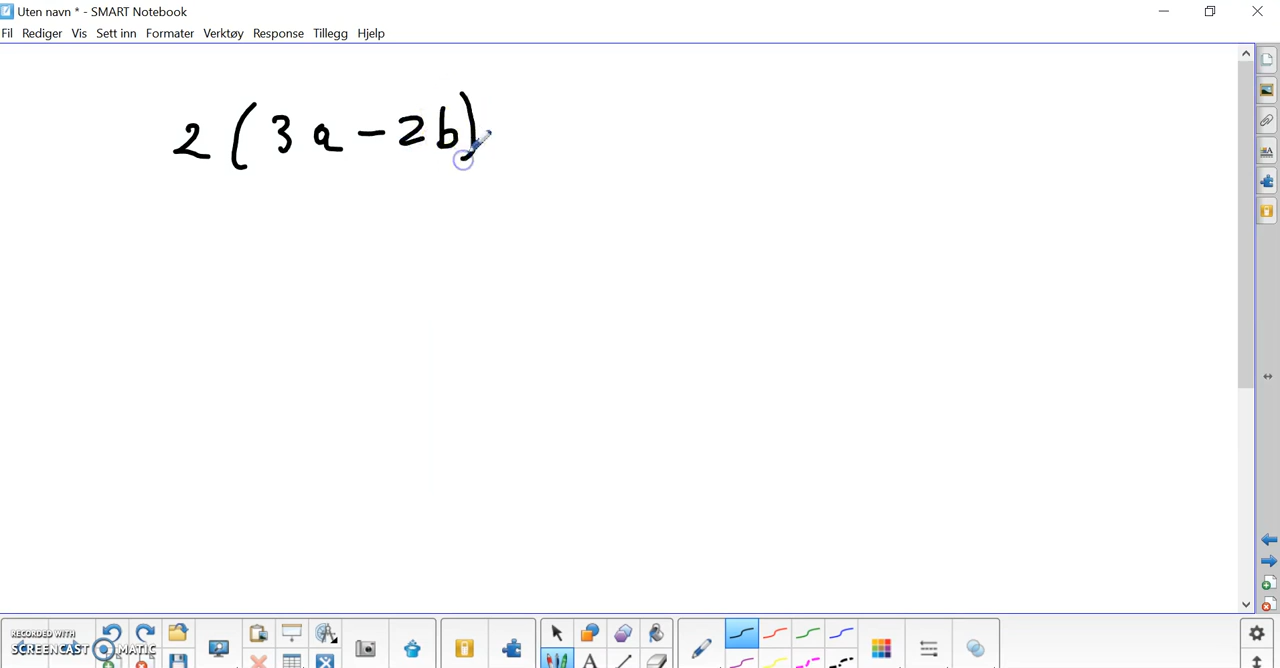 Uten navn * - SMART Notebook
Fil Rediger Vis Sett inn Formater Verktøy Response Tillegg Hjelp
2 (3a - 2b)
RECORDED WITH
SCREENCAST MATIC